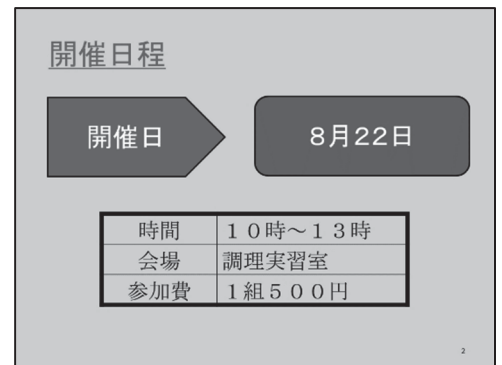 開催日程
開催日
8月22日
時間 10時～13時
会場 調理実習室
参加費 1組500円
2